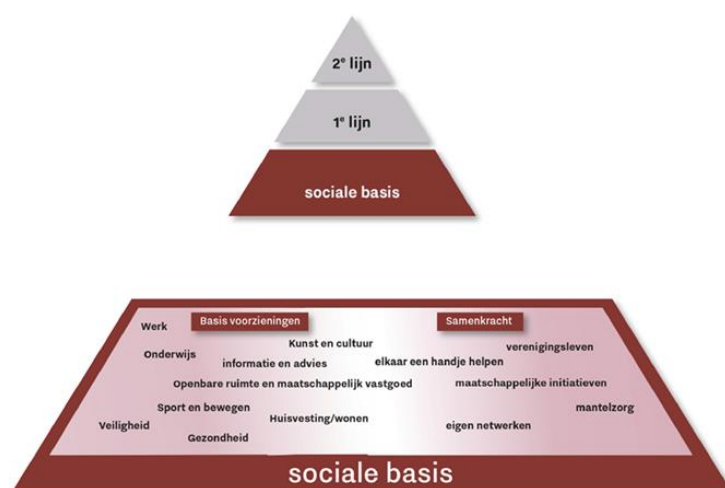 2e lijn
1e lijn
sociale basis
Basis voorzieningen
Samenkracht
Werk
Kunst en cultuur
verenigingsleven
Onderwijs
informatie en advies
elkaar een handje helpen
Openbare ruimte en maatschappelijk vastgoed
maatschappelijke initiatieven
Sport en bewegen
mantelzorg
Huisvesting/wonen
Veiligheid
eigen netwerken
Gezondheid
sociale basis